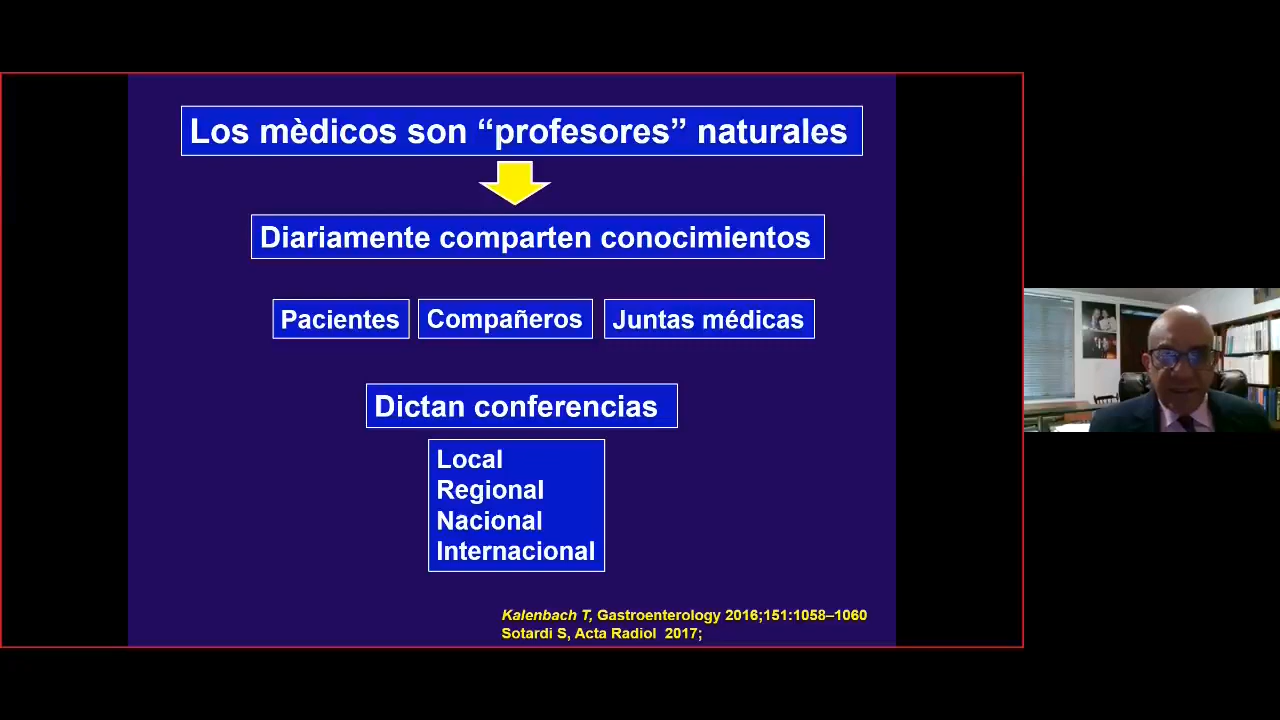 Los mèdicos son “profesores” naturales
Diariamente comparten conocimientos
Pacientes
Compañeros
Juntas médicas
Dictan conferencias
Local
Regional
Nacional
Internacional
Kalenbach T, Gastroenterology 2016;151:1058–1060
Sotardi S, Acta Radiol 2017;